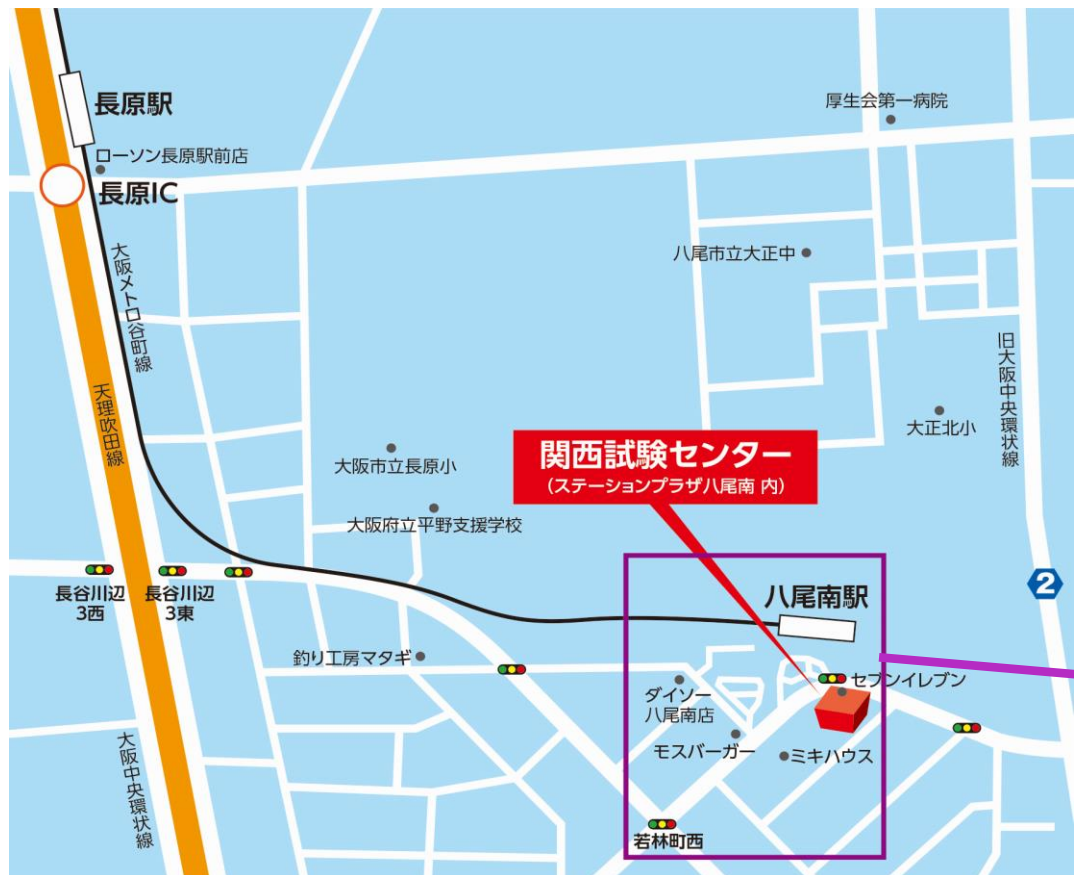 長原駅
厚生会第一病院
ローソン長原駅前店
長原IC
八尾市立大正中
大阪メトロ谷町線
天理吹田線
旧大阪中央環状線
大正北小
大阪市立長原小
関西試験センター
(ステーションプラザ八尾南 内)
大阪府立平野支援学校
長谷川辺
3西
長谷川辺
3東
2
八尾南駅
釣り工房マタギ
セブンイレブン
ダイソー
八尾南店
モスバーガー
ミキハウス
大阪中央環状線
若林町西